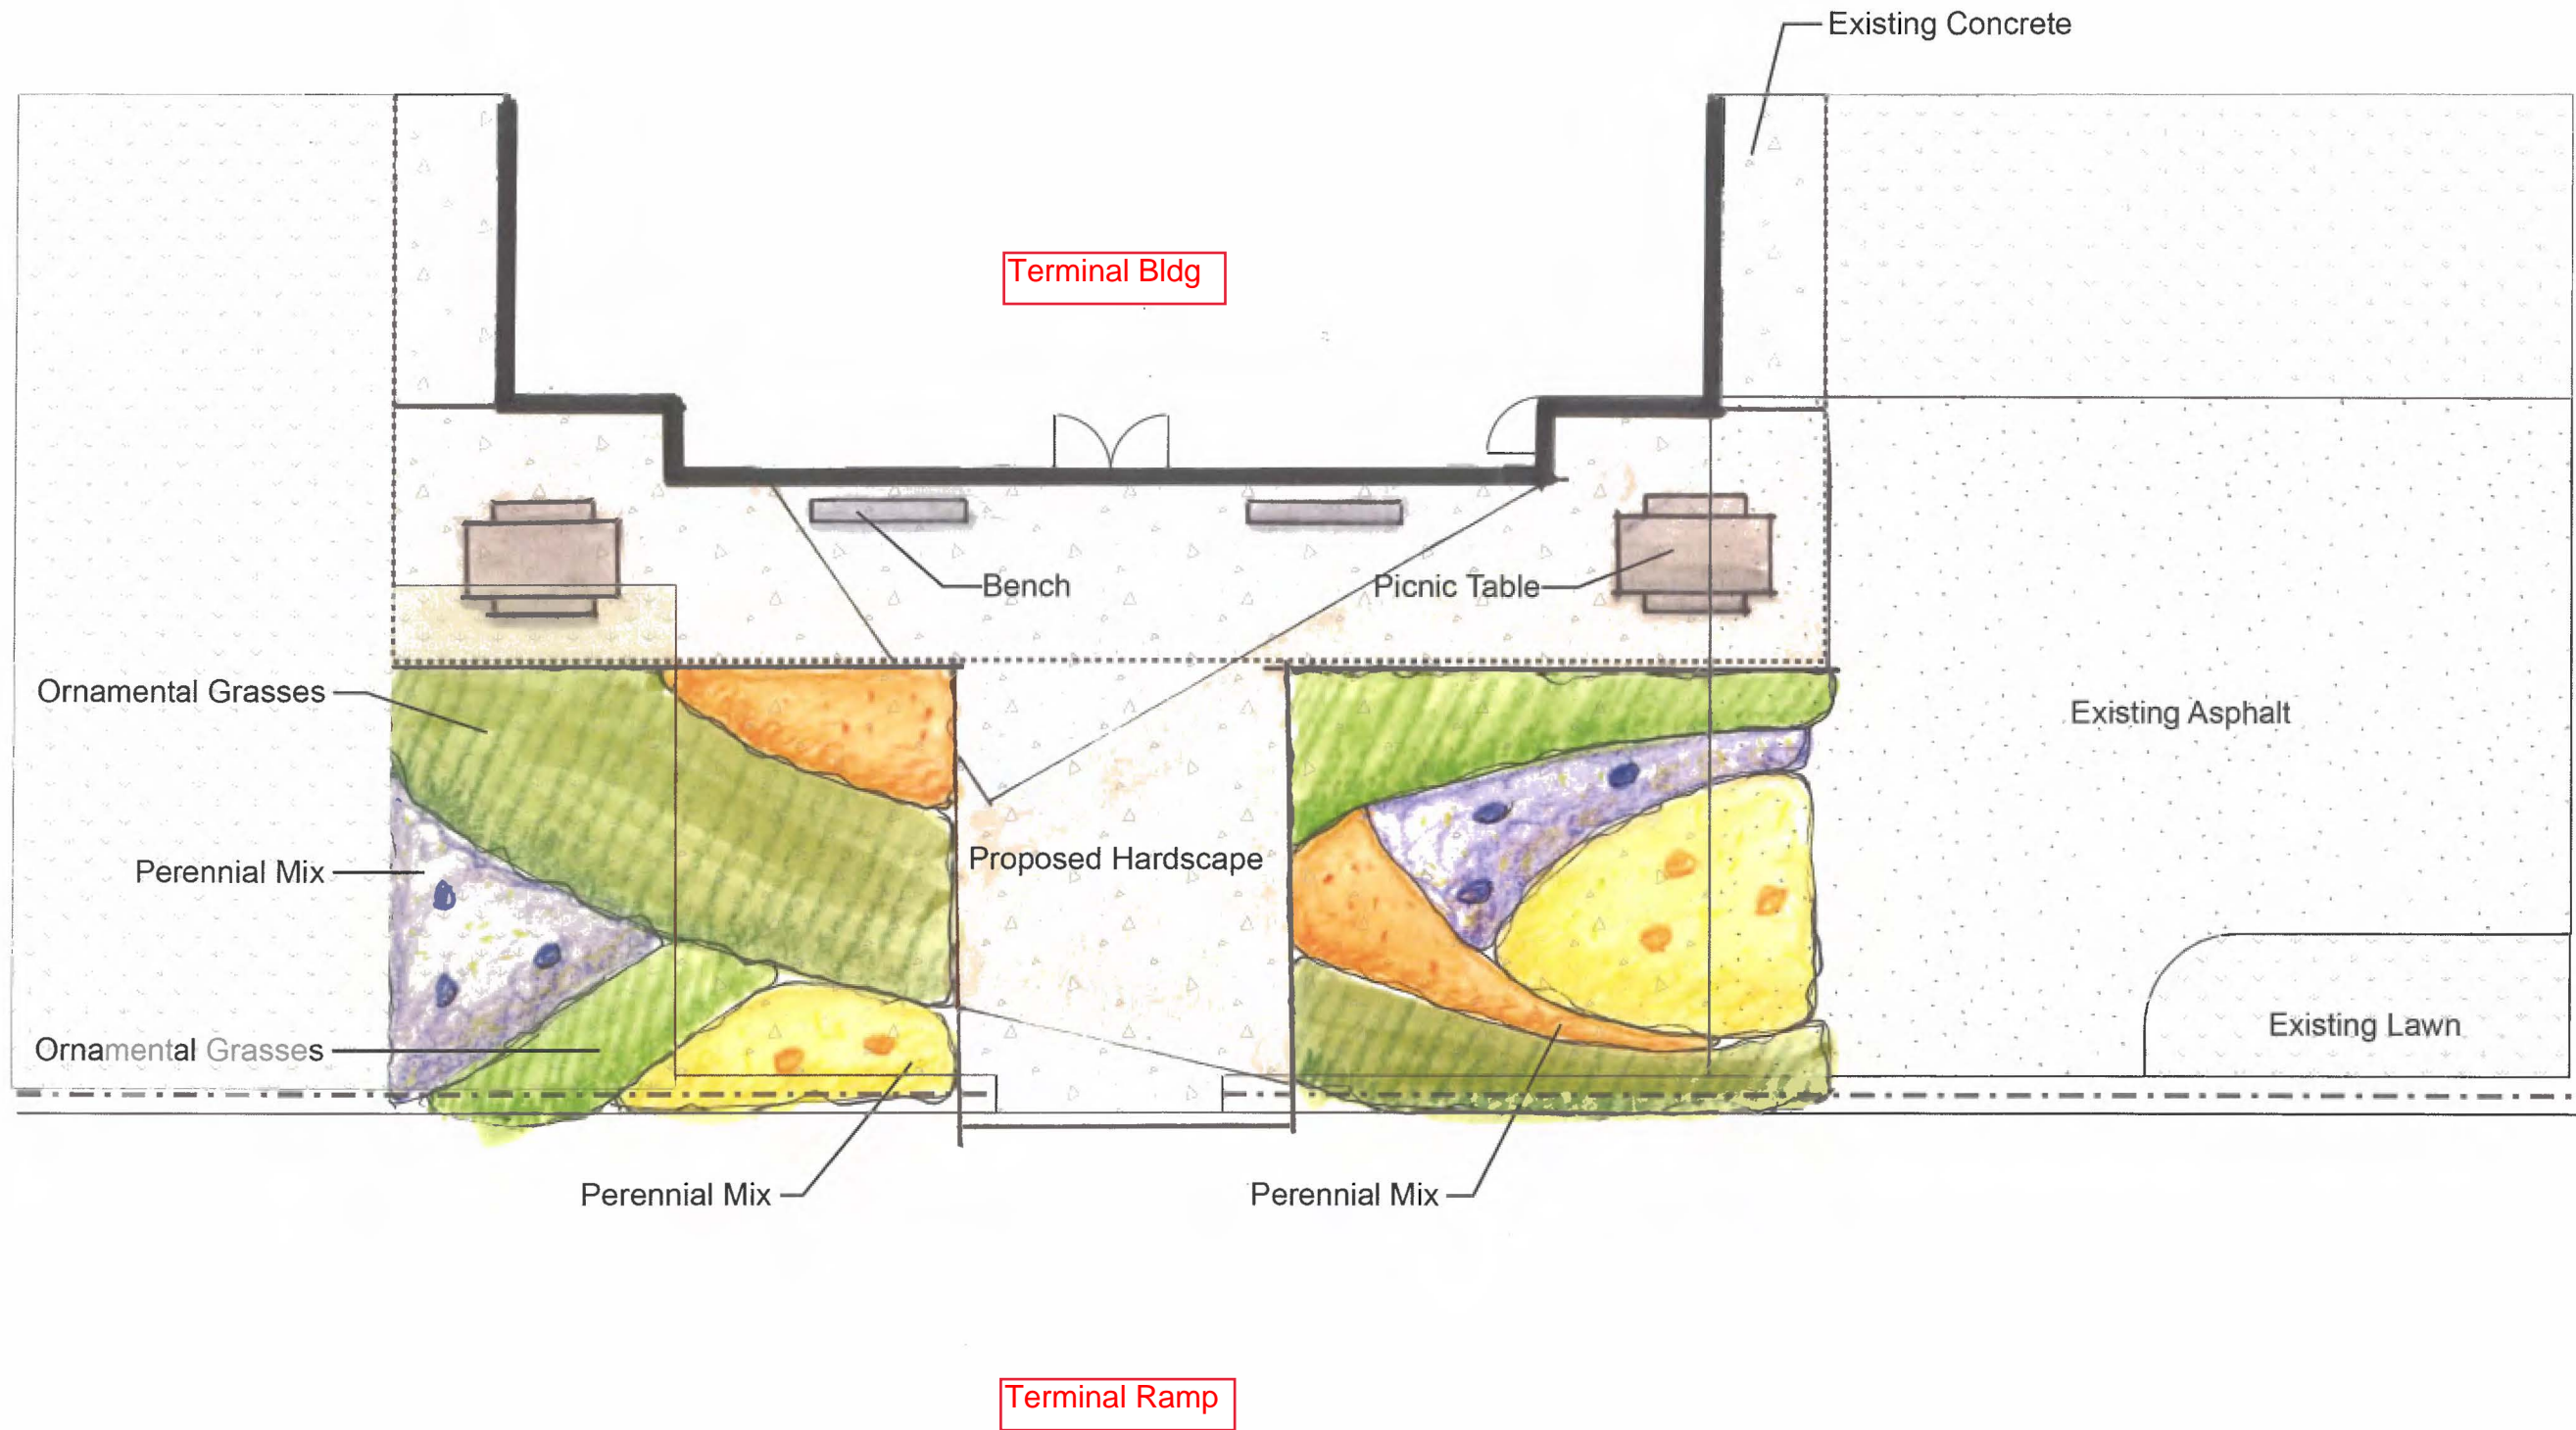 Existing Concrete
Terminal Bldg
Bench
Picnic Table
Ornamental Grasses
Existing Asphalt
Proposed Hardscape
Perennial Mix
Existing Lawn
Ornamental Grasses
Perennial Mix
Perennial Mix
Terminal Ramp